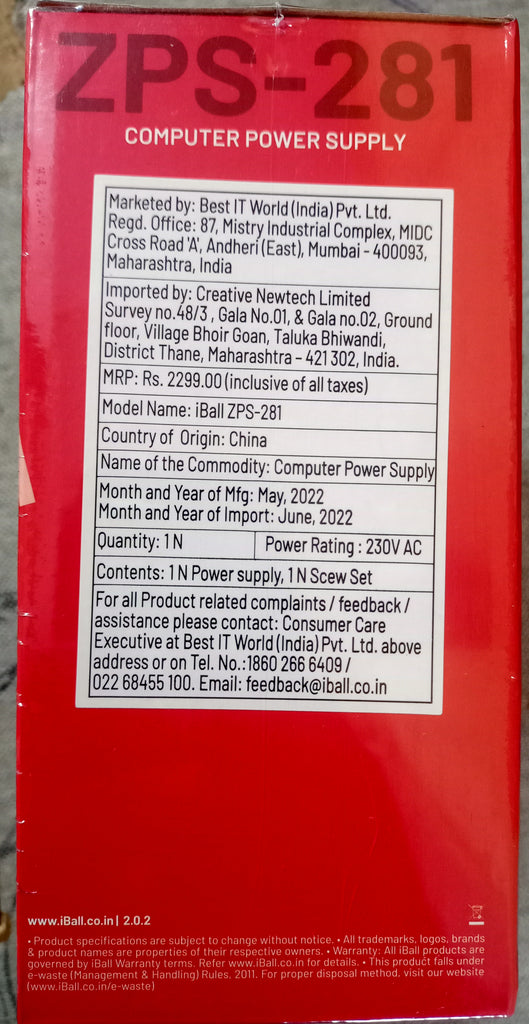 ZPS-281
COMPUTER POWER SUPPLY
Marketed by: Best IT World (India) Pvt. Ltd.
Regd. Office: 87, Mistry Industrial Complex, MIDC
Cross Road 'A', Andheri (East), Mumbai - 400093,
Maharashtra, India
Imported by: Creative Newtech Limited
Survey no.48/3 , Gala No.01, & Gala no.02, Ground
floor, Village Bhoir Goan, Taluka Bhiwandi,
District Thane, Maharashtra - 421 302, India.
MRP: Rs. 2299.00 (inclusive of all taxes)
Model Name: iBall ZPS-281
Country of Origin: China
Name of the Commodity: Computer Power Supply
Month and Year of Mfg: May, 2022
Month and Year of Import: June, 2022
Quantity: 1 N Power Rating : 230V AC
Contents: 1 N Power supply, 1 N Scew Set
For all Product related complaints / feedback /
assistance please contact: Consumer Care
Executive at Best IT World (India) Pvt. Ltd. above
address or on Tel. No.:1860 266 6409 /
022 68455 100. Email: feedback@iball.co.in
www.iBall.co.in | 2.0.2
• Product specifications are subject to change without notice. • All trademarks, logos, brands
& product names are properties of their respective owners. • Warranty: All iBall products are
governed by iBall Warranty terms. Refer www.iBall.co.in for details. • This product falls under
e-waste (Management & Handling) Rules, 2011. For proper disposal method, visit our website
(www.iBall.co.in/e-waste)